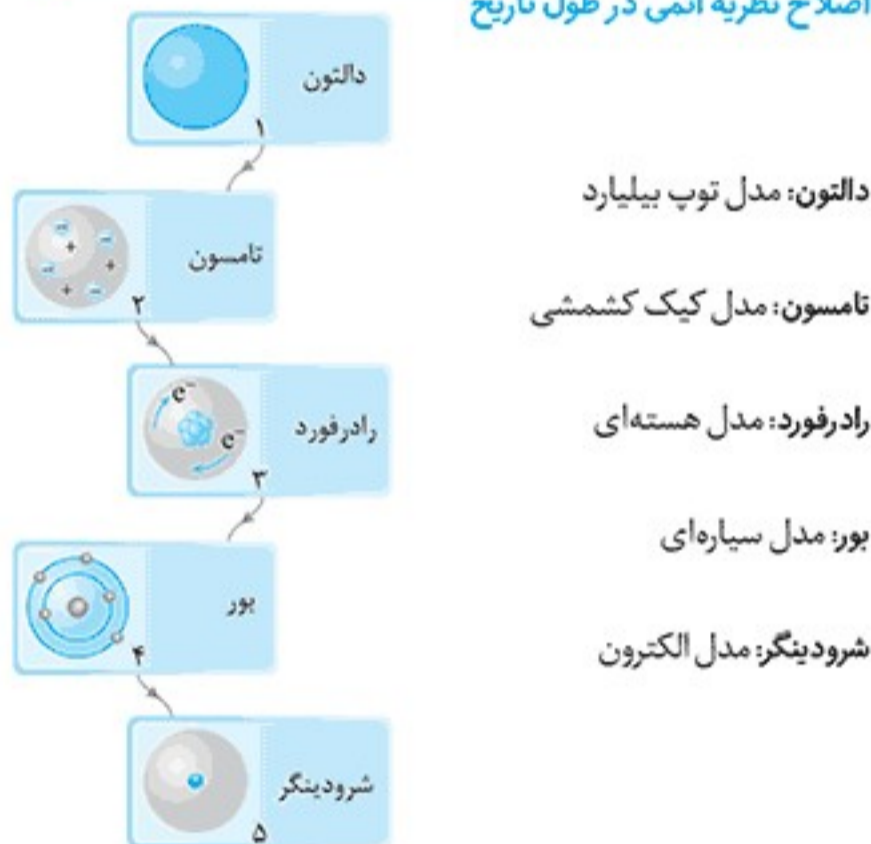 اصلاح نظریه اتمی در طول تاریخ
دالتون
۱
تامسون
+
+
+
+
۲
رادرفورد
e⁻
e⁻
۳
بور
۴
شرودینگر
۵
دالتون: مدل توپ بیلیارد
تامسون: مدل کیک کشمشی
رادرفورد: مدل هسته‌ای
بور: مدل سیاره‌ای
شرودینگر: مدل الکترون